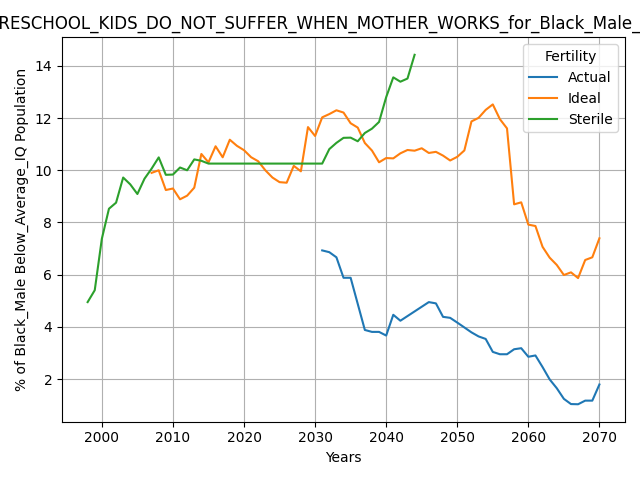 RESCHOOL_KIDS_DO_NOT_SUFFER_WHEN_MOTHER_WORKS_for_Black_Male_
Fertility
Actual
Ideal
Sterile
% of Black_Male Below_Average_IQ Population
14
12
10
8
6
4
2
2000 2010 2020 2030 2040 2050 2060 2070
Years